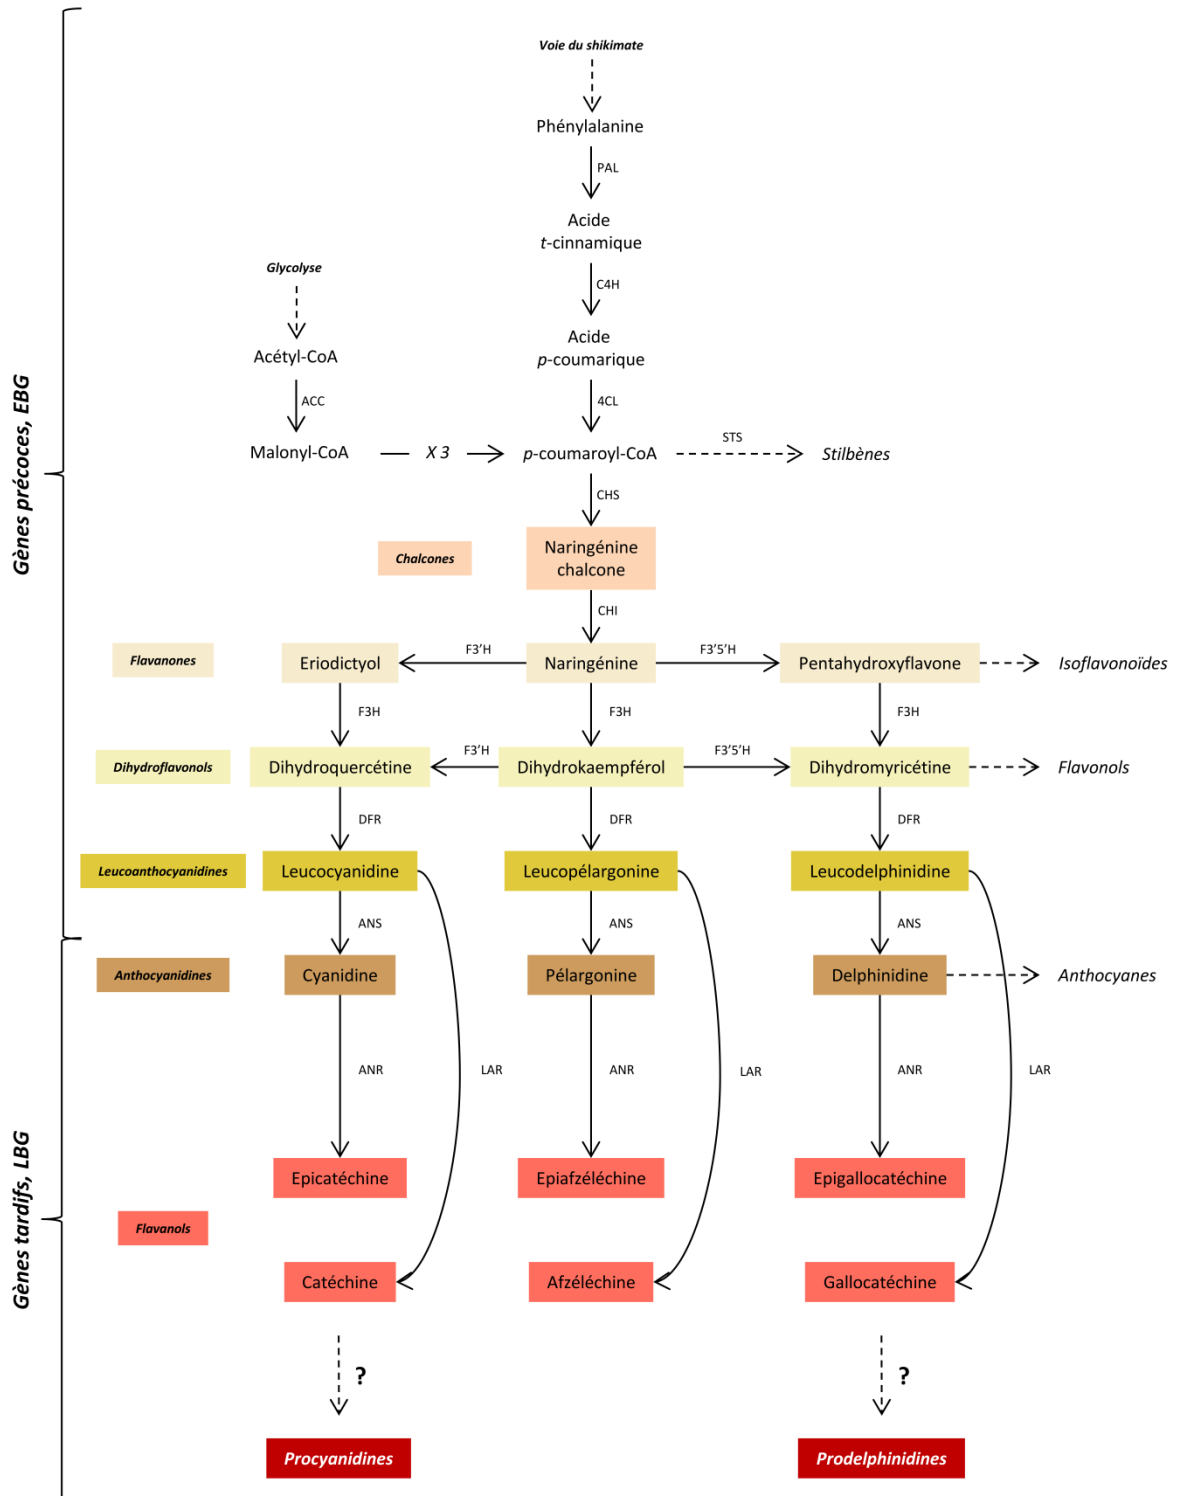 Voie du shikimate
Phénylalanine
PAL
Acide
t-cinnamique
Glycolyse
C4H
Acide
p-coumarique
Acétyl-CoA
ACC
4CL
Malonyl-CoA
X 3
p-coumaroyl-CoA
STS
Stilbènes
CHS
Gènes précoces, EBG
Chalcones
Naringénine
chalcone
CHI
Flavanones
Eriodictyol
F3'H
Naringénine
F3'5'H
Pentahydroxyflavone
Isoflavonoïdes
F3H
F3H
F3H
Dihydroflavonols
Dihydroquercétine
F3'H
Dihydrokaempférol
F3'5'H
Dihydromyricétine
Flavonols
DFR
DFR
DFR
Leucoanthocyanidines
Leucocyanidine
Leucopélargonine
Leucodelphinidine
ANS
ANS
ANS
Anthocyanidines
Cyanidine
Pélargonine
Delphinidine
Anthocyanes
ANR
LAR
ANR
LAR
ANR
LAR
Gènes tardifs, LBG
Epicatéchine
Epiafzéléchine
Epigallocatéchine
Flavanols
Catéchine
Afzéléchine
Gallocatéchine
?
?
Procyanidines
Prodelphinidines